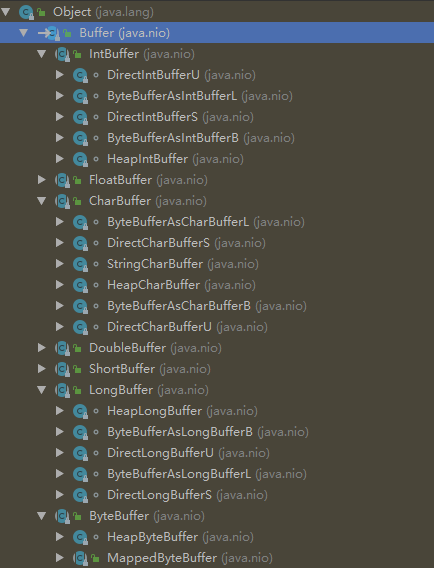 Object (java.lang)
Buffer (java.nio)
IntBuffer (java.nio)
DirectIntBufferU (java.nio)
ByteBufferAsIntBufferL (java.nio)
DirectIntBufferS (java.nio)
ByteBufferAsIntBufferB (java.nio)
HeapIntBuffer (java.nio)
FloatBuffer (java.nio)
CharBuffer (java.nio)
ByteBufferAsCharBufferL (java.nio)
DirectCharBufferS (java.nio)
StringCharBuffer (java.nio)
HeapCharBuffer (java.nio)
ByteBufferAsCharBufferB (java.nio)
DirectCharBufferU (java.nio)
DoubleBuffer (java.nio)
ShortBuffer (java.nio)
LongBuffer (java.nio)
HeapLongBuffer (java.nio)
ByteBufferAsLongBufferB (java.nio)
DirectLongBufferU (java.nio)
ByteBufferAsLongBufferL (java.nio)
DirectLongBufferS (java.nio)
ByteBuffer (java.nio)
HeapByteBuffer (java.nio)
MappedByteBuffer (java.nio)